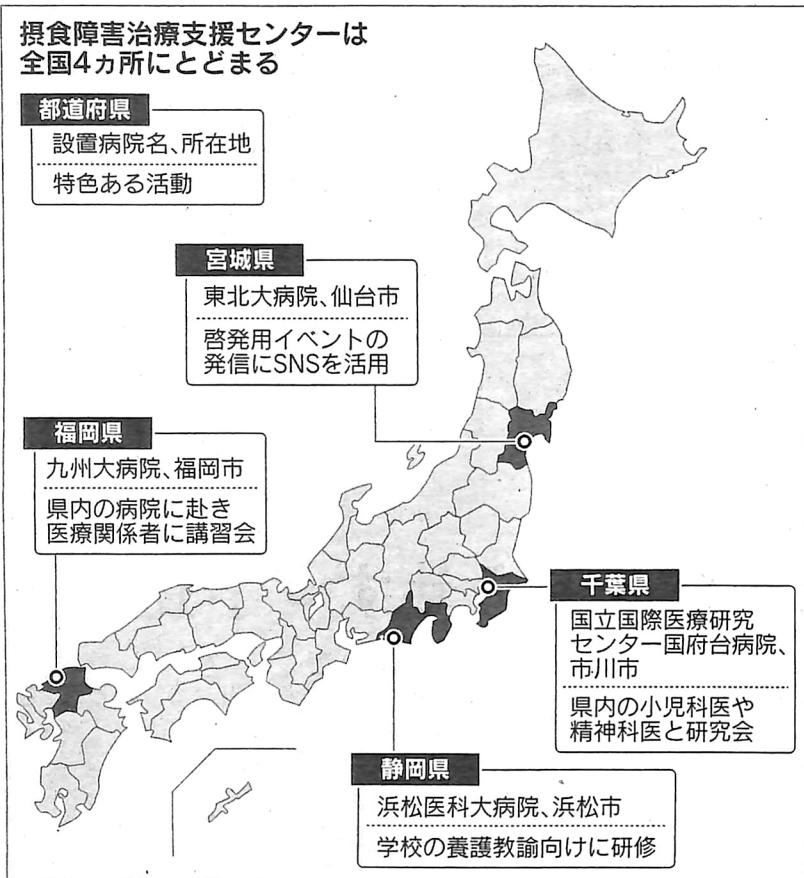 摂食障害治療支援センターは
全国4ヵ所にとどまる
都道府県
設置病院名、所在地
特色ある活動
宮城県
東北大病院、仙台市
啓発用イベントの
発信にSNSを活用
福岡県
九州大病院、福岡市
県内の病院に赴き
医療関係者に講習会
千葉県
国立国際医療研究
センター国府台病院、
市川市
県内の小児科医や
精神科医と研究会
静岡県
浜松医科大病院、浜松市
学校の養護教諭向けに研修